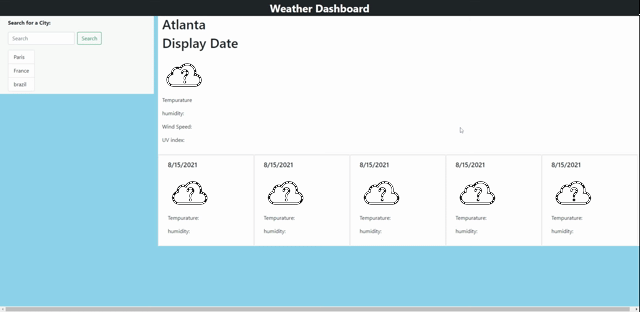 Weather Dashboard
Search for a City:
Search Search
Paris
France
brazil
Atlanta
Display Date
?
Tempurature
humidity:
Wind Speed:
UV index:
8/15/2021 8/15/2021 8/15/2021 8/15/2021 8/15/2021
? ? ? ? ?
Tempurature: Tempurature: Tempurature: Tempurature: Tempurature:
humidity: humidity: humidity: humidity: humidity: